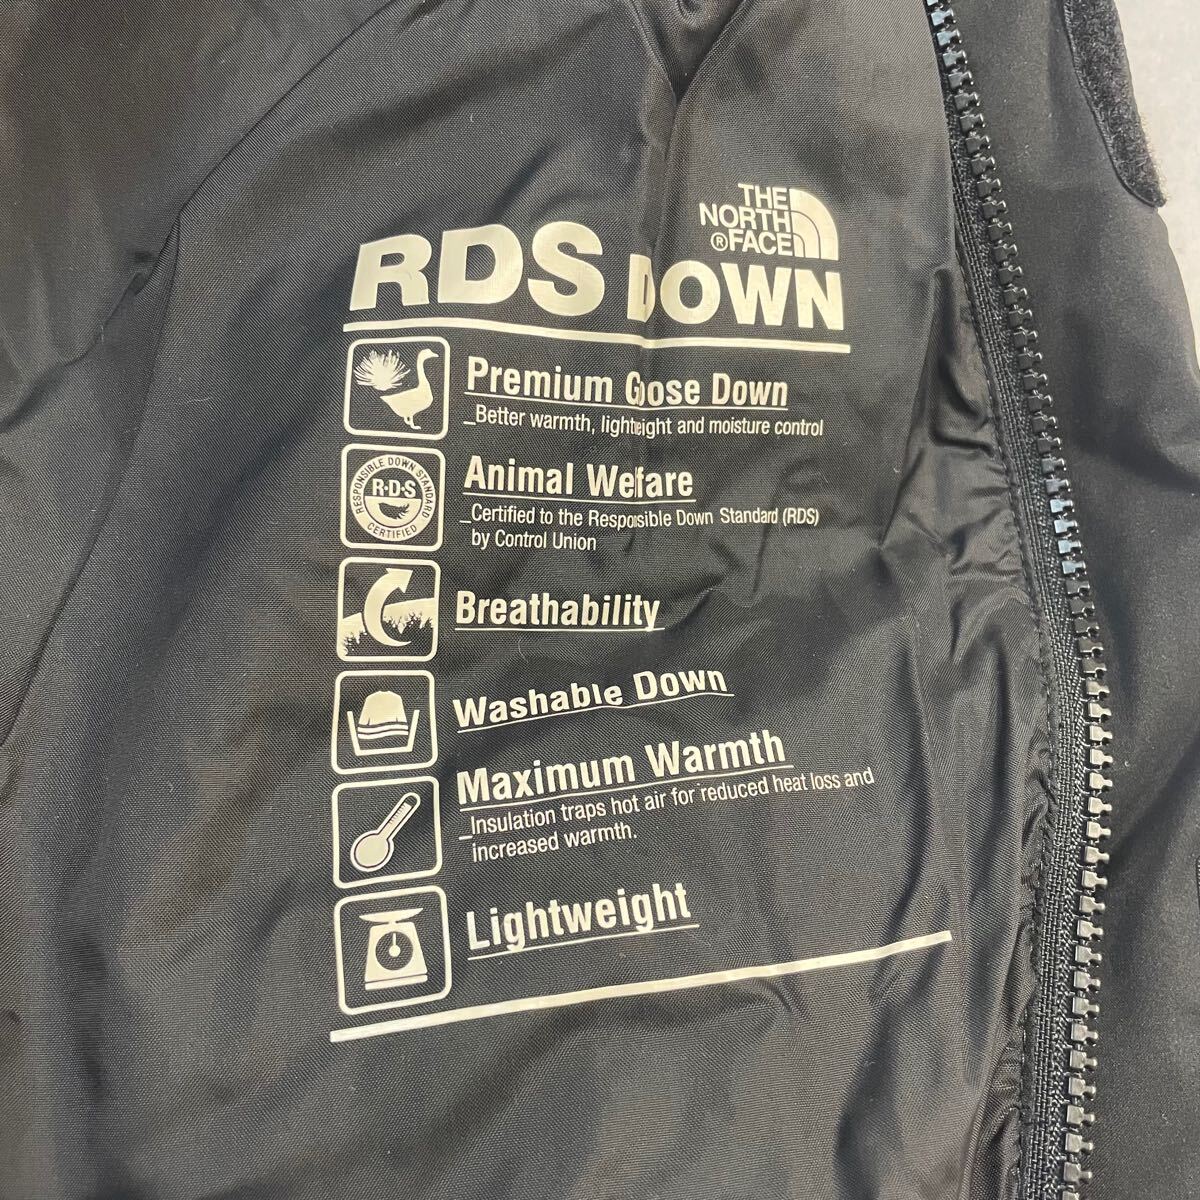 THE
NORTH
®FACE
RDS DOWN
Premium Goose Down
_Better warmth, lightweight and moisture control
RESPONSIBLE DOWN STANDARD
R·D·S
CERTIFIED
Animal Welfare
_Certified to the Responsible Down Standard (RDS)
by Control Union
Breathability
Washable Down
Maximum Warmth
_Insulation traps hot air for reduced heat loss and
increased warmth.
Lightweight